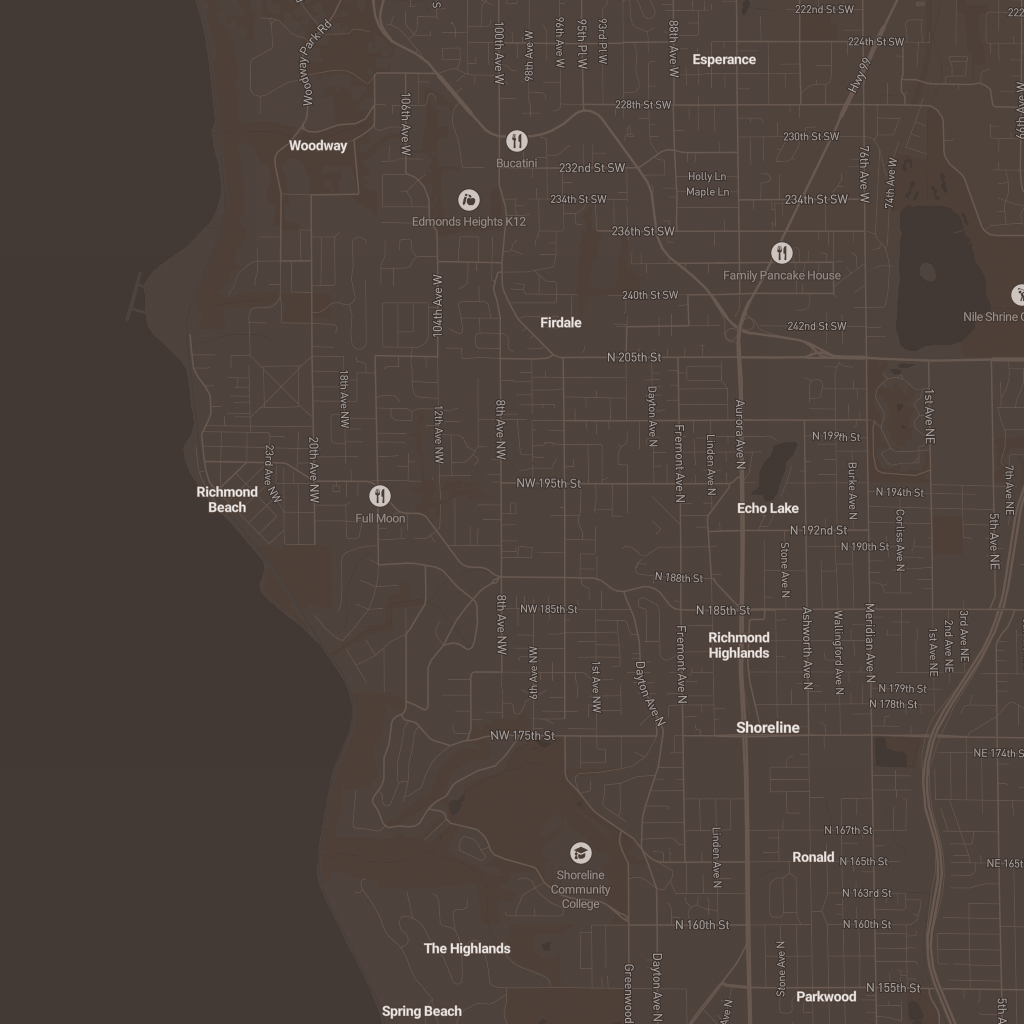 222nd St SW
222
224th St SW
Woodway Park Rd
100th Ave W
98th Ave W
96th Ave W
95th Pl W
93rd Pl W
88th Ave W
Esperance
Hwy 99
228th St SW
106th Ave W
230th St SW
Woodway
Bucatini
232nd St SW
76th Ave W
74th Ave W
Holly Ln
Maple Ln
234th St SW
234th St SW
Edmonds Heights K12
236th St SW
Family Pancake House
104th Ave W
240th St SW
Nile Shrine
Firdale
242nd St SW
N 205th St
18th Ave NW
12th Ave NW
8th Ave NW
Dayton Ave N
Fremont Ave N
Linden Ave N
Aurora Ave N
1st Ave NE
N 199th St
20th Ave NW
23rd Ave NW
Burke Ave N
7th Ave NE
Richmond
Beach
NW 195th St
N 194th St
Full Moon
Echo Lake
Corliss Ave N
5th Ave NE
N 192nd St
Stone Ave N
N 190th St
N 188th St
8th Ave NW
NW 185th St
N 185th St
Ashworth Ave N
Wallingford Ave N
Meridian Ave N
1st Ave NE
2nd Ave NE
3rd Ave NE
Fremont Ave N
Richmond
Highlands
6th Ave NW
1st Ave NW
Dayton Ave N
N 179th St
N 178th St
Shoreline
NW 175th St
NE 174th S
N 167th St
Linden Ave N
Ronald
N 165th St
NE 165t
Shoreline
Community
College
N 163rd St
N 160th St
N 160th St
The Highlands
Stone Ave N
Greenwood
Dayton Ave N
N 155th St
Parkwood
Spring Beach
N Av
5th A